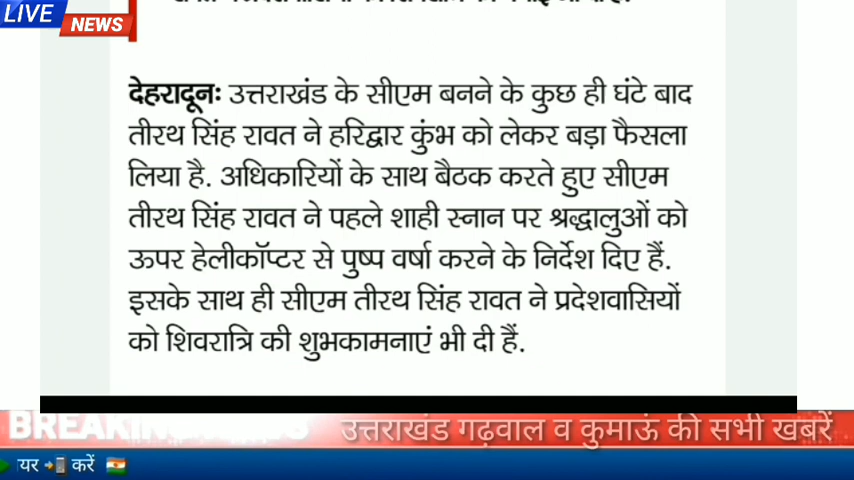 LIVE
NEWS
देहरादूनः उत्तराखंड के सीएम बनने के कुछ ही घंटे बाद
तीरथ सिंह रावत ने हरिद्वार कुंभ को लेकर बड़ा फैसला
लिया है. अधिकारियों के साथ बैठक करते हुए सीएम
तीरथ सिंह रावत ने पहले शाही स्नान पर श्रद्धालुओं को
ऊपर हेलीकॉप्टर से पुष्प वर्षा करने के निर्देश दिए हैं.
इसके साथ ही सीएम तीरथ सिंह रावत ने प्रदेशवासियों
को शिवरात्रि की शुभकामनाएं भी दी हैं.
उत्तराखंड गढ़वाल व कुमाऊं की सभी खबरें
करें